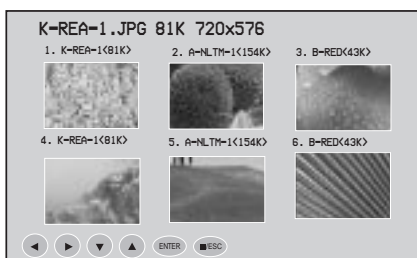 K-REA-1.JPG 81K 720x576
1. K-REA-1<81K> 2. A-NLTM-1<154K> 3. B-RED<43K>
4. K-REA-1<81K> 5. A-NLTM-1<154K> 6. B-RED<43K>
ENTER ■/ESC